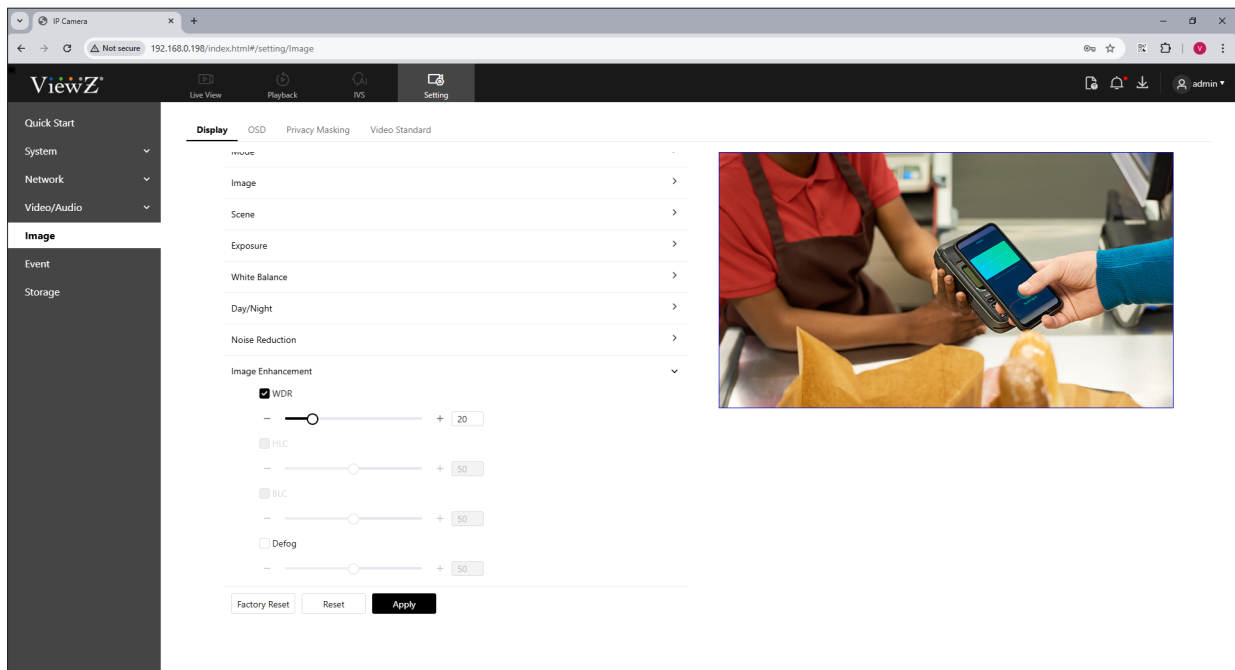 IP Camera
Not secure 192.168.0.198/index.html#/setting/Image
V
ViewZ
Live View Playback IVS Setting
admin
Quick Start
System
Network
Video/Audio
Image
Event
Storage
Display OSD Privacy Masking Video Standard
Mode
Image
Scene
Exposure
White Balance
Day/Night
Noise Reduction
Image Enhancement
WDR
20
HLC
50
BLC
50
Defog
50
Factory Reset Reset Apply